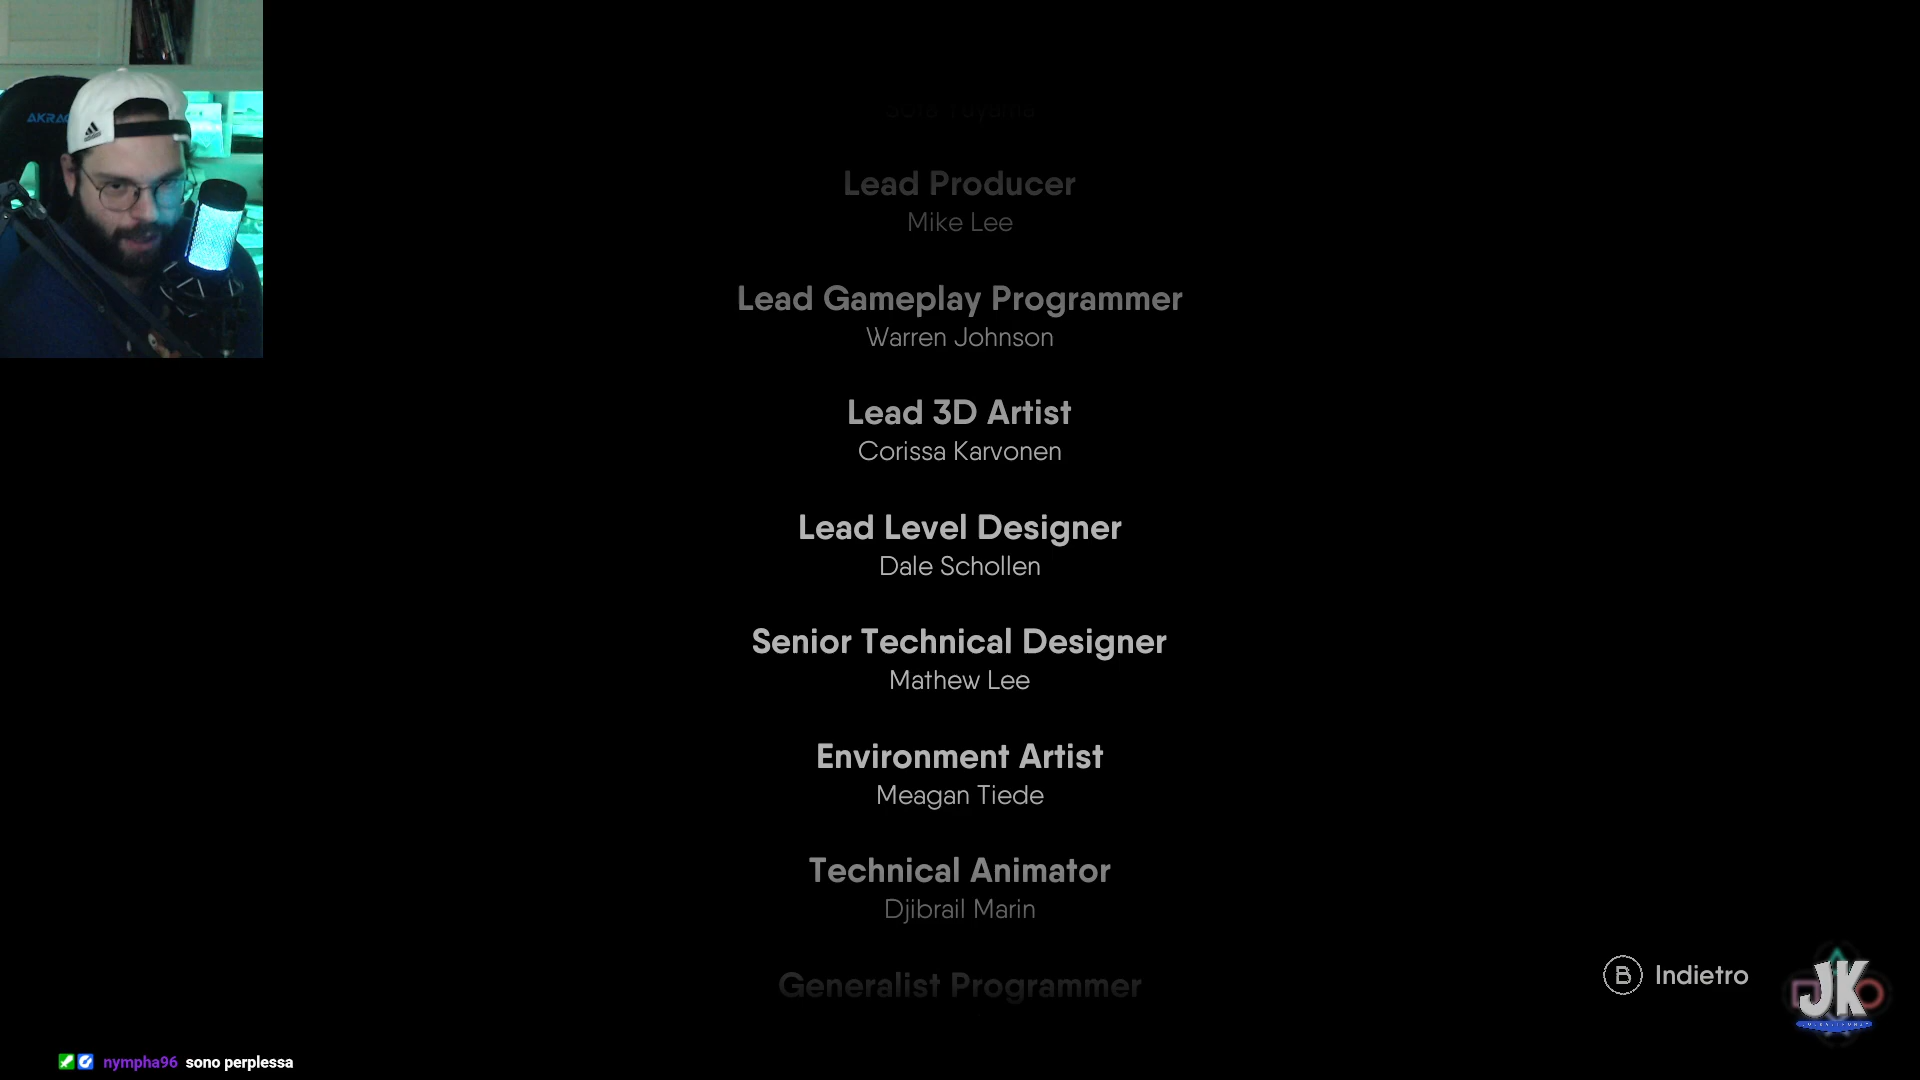 AKRAC
Lead Producer
Mike Lee
Lead Gameplay Programmer
Warren Johnson
Lead 3D Artist
Corissa Karvonen
Lead Level Designer
Dale Schollen
Senior Technical Designer
Mathew Lee
Environment Artist
Meagan Tiede
Technical Animator
Djibrail Marin
Generalist Programmer
B Indietro
JK
nympha96 sono perplessa